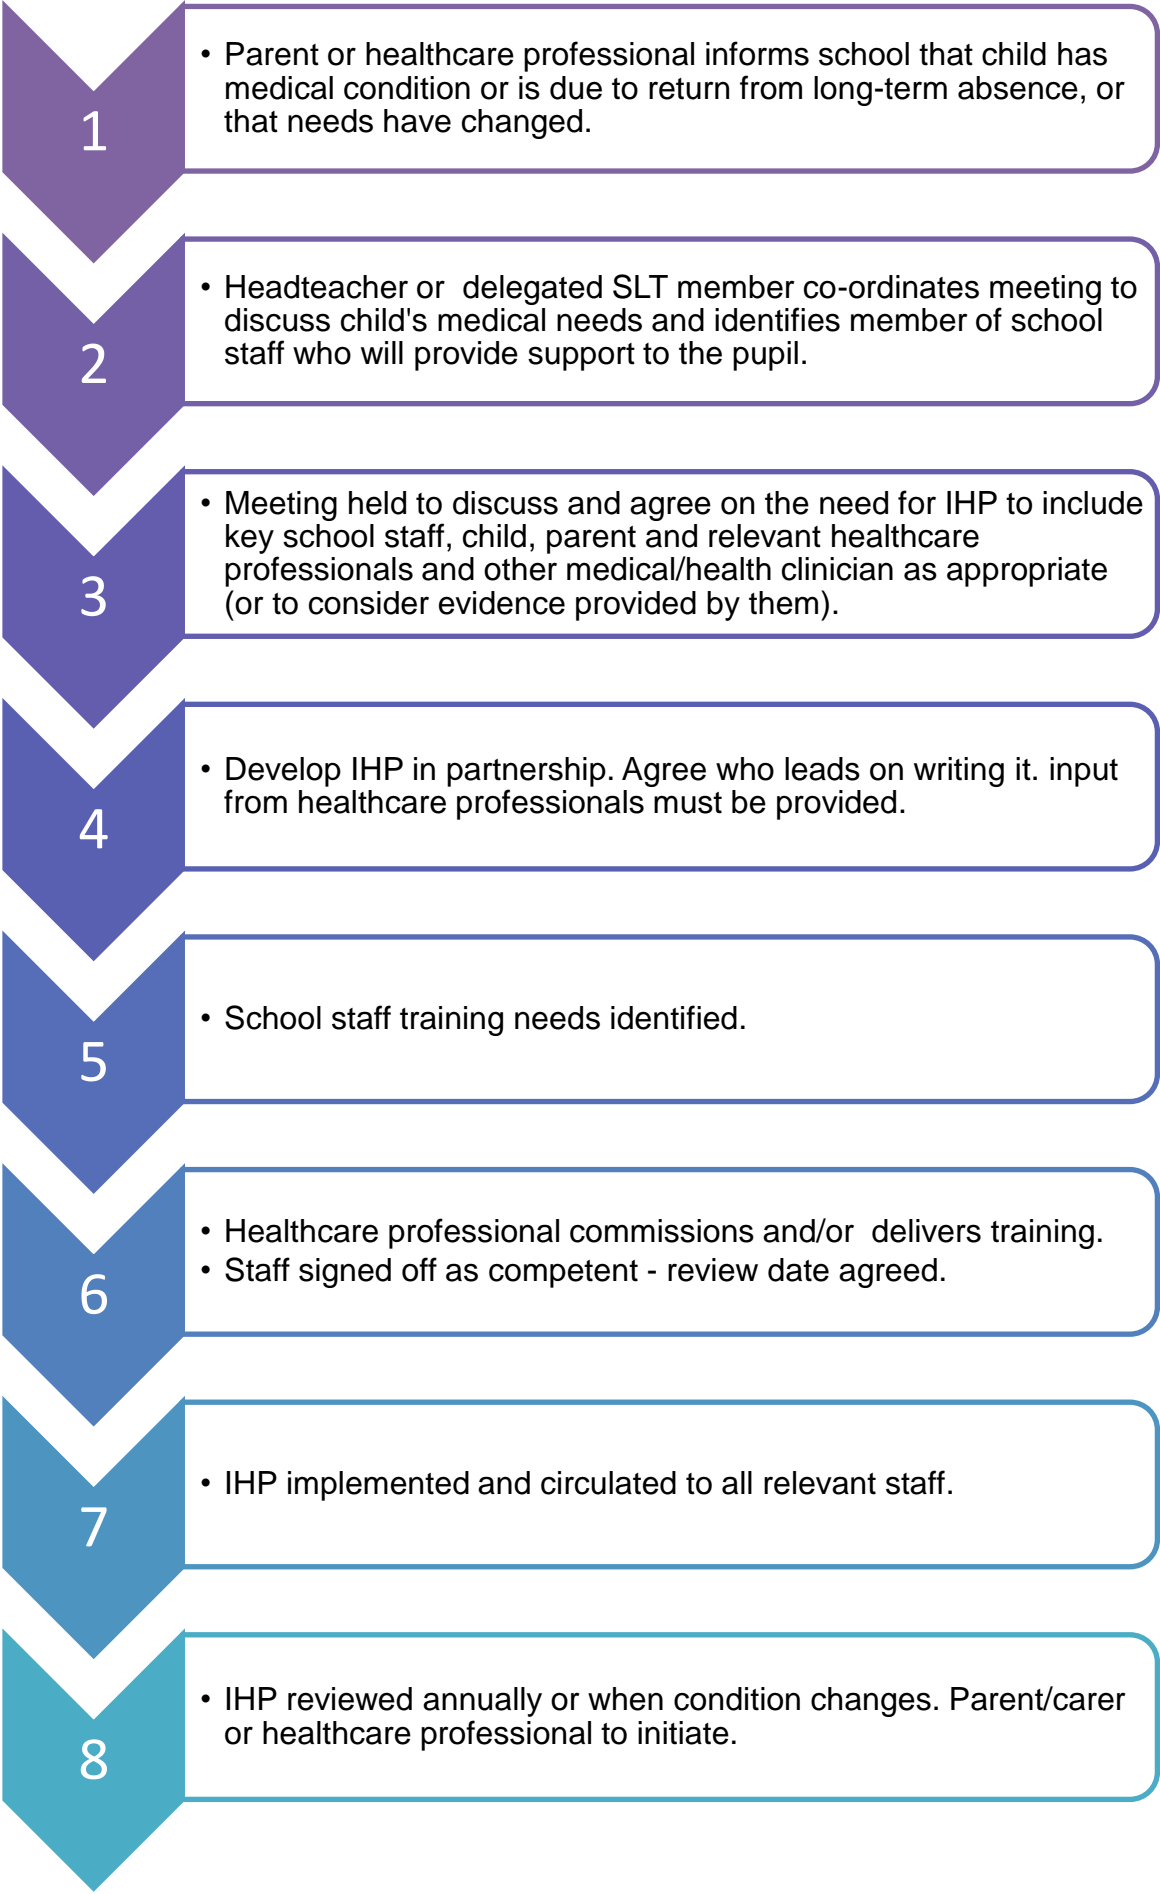 1
• Parent or healthcare professional informs school that child has
medical condition or is due to return from long-term absence, or
that needs have changed.
2
• Headteacher or  delegated SLT member co-ordinates meeting to
discuss child's medical needs and identifies member of school
staff who will provide support to the pupil.
3
• Meeting held to discuss and agree on the need for IHP to include
key school staff, child, parent and relevant healthcare
professionals and other medical/health clinician as appropriate
(or to consider evidence provided by them).
4
• Develop IHP in partnership. Agree who leads on writing it. input
from healthcare professionals must be provided.
5
• School staff training needs identified.
6
• Healthcare professional commissions and/or  delivers training.
• Staff signed off as competent - review date agreed.
7
• IHP implemented and circulated to all relevant staff.
8
• IHP reviewed annually or when condition changes. Parent/carer
or healthcare professional to initiate.